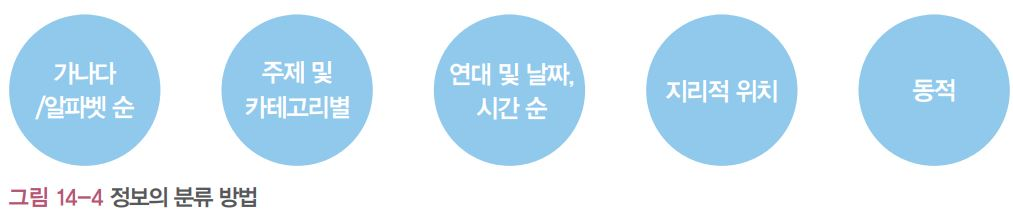 가나다
/알파벳 순
주제 및
카테고리별
연대 및 날짜,
시간 순
지리적 위치
동적
그림 14-4 정보의 분류 방법